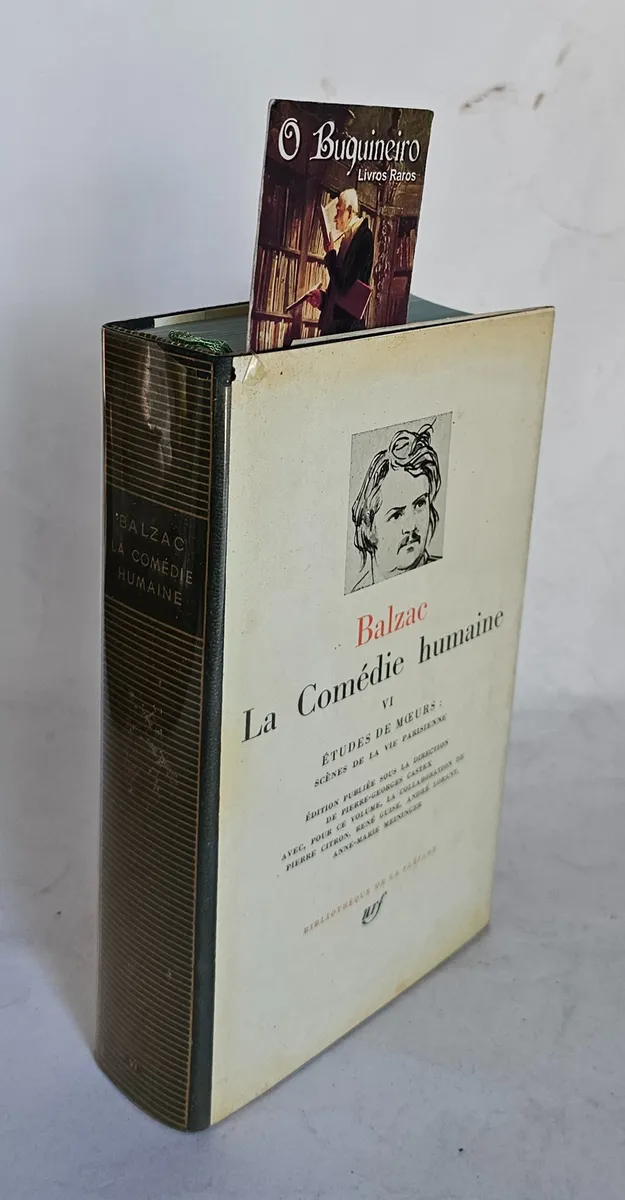 O Buquineiro
Livros Raros
BALZAC
LA COMÉDIE
HUMAINE
VI
Balzac
La Comédie humaine
VI
ÉTUDES DE MŒURS :
SCÈNES DE LA VIE PARISIENNE
ÉDITION PUBLIÉE SOUS LA DIRECTION
DE PIERRE-GEORGES CASTEX
AVEC, POUR CE VOLUME, LA COLLABORATION DE
PIERRE CITRON, RENÉ GUISE, ANDRÉ LORANT,
ANNE-MARIE MEININGER
BIBLIOTHÈQUE DE LA PLÉIADE
nrf